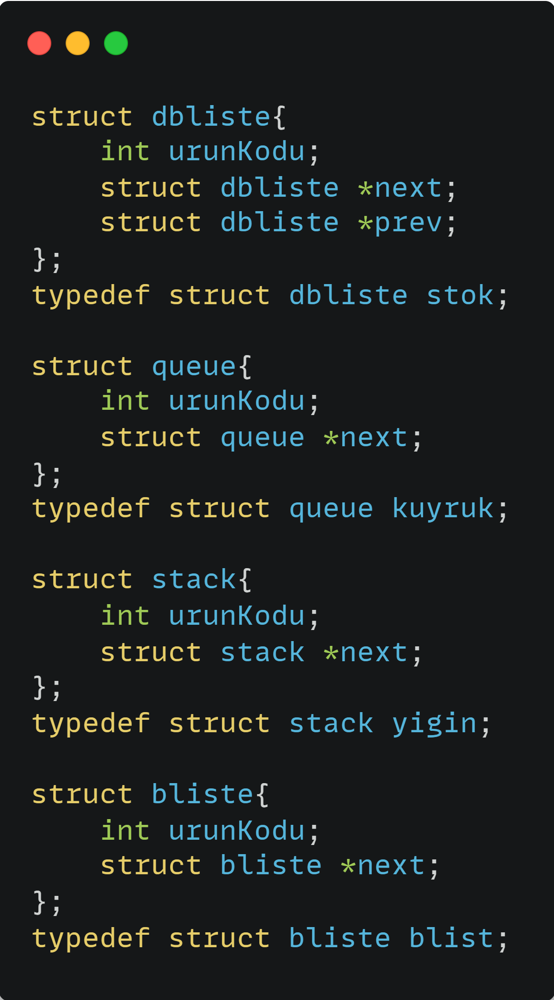 struct dbliste{
     int urunKodu;
     struct dbliste *next;
     struct dbliste *prev;
};
typedef struct dbliste stok;

struct queue{
     int urunKodu;
     struct queue *next;
};
typedef struct queue kuyruk;

struct stack{
     int urunKodu;
     struct stack *next;
};
typedef struct stack yigin;

struct bliste{
     int urunKodu;
     struct bliste *next;
};
typedef struct bliste blist;